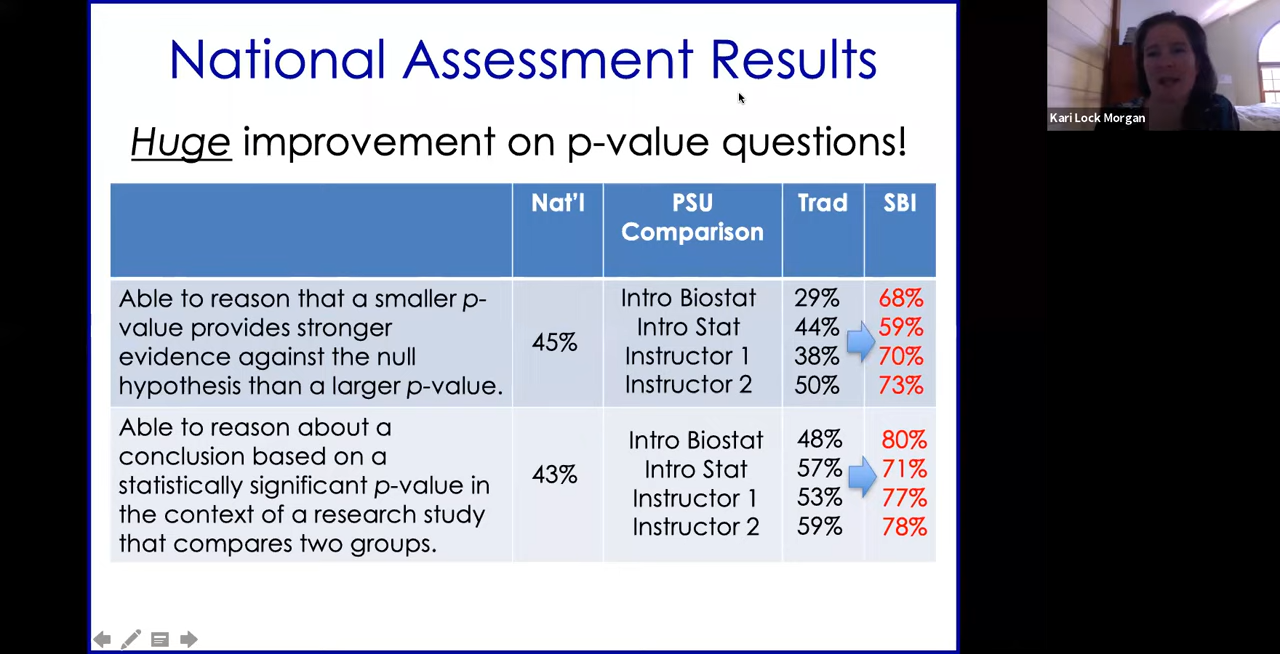 National Assessment Results
Huge improvement on p-value questions!
Nat'l
PSU
Comparison
Trad
SBI
Able to reason that a smaller p-
value provides stronger
evidence against the null
hypothesis than a larger p-value.
45%
Intro Biostat 29% 68%
Intro Stat 44% 59%
Instructor 1 38% 70%
Instructor 2 50% 73%
Able to reason about a
conclusion based on a
statistically significant p-value in
the context of a research study
that compares two groups.
43%
Intro Biostat 48% 80%
Intro Stat 57% 71%
Instructor 1 53% 77%
Instructor 2 59% 78%
Kari Lock Morgan